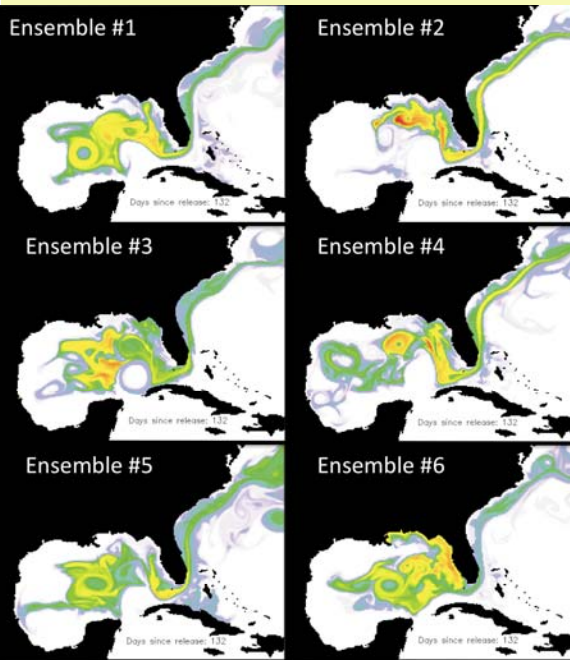 Ensemble #1
Ensemble #2
Days since release: 132
Days since release: 132
Ensemble #3
Ensemble #4
Days since release: 132
Days since release: 132
Ensemble #5
Ensemble #6
Days since release: 132
Days since release: 132